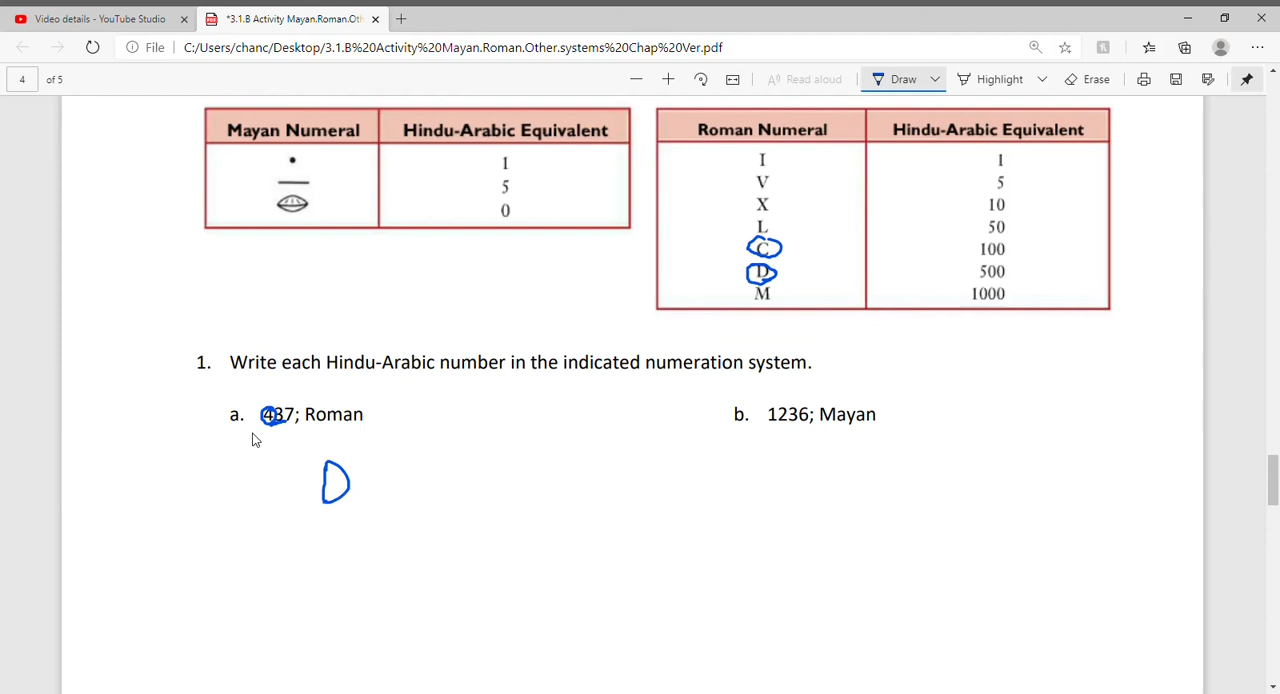 Video details - YouTube Studio
*3.1.B Activity Mayan.Roman.Oth
File
C:/Users/chanc/Desktop/3.1.B%20Activity%20Mayan.Roman.Other.systems%20Chap%20Ver.pdf
4 of 5
Read aloud
Draw
Highlight
Erase
Mayan Numeral Hindu-Arabic Equivalent
1
5
0
Roman Numeral Hindu-Arabic Equivalent
I 1
V 5
X 10
L 50
C 100
D 500
M 1000
1. Write each Hindu-Arabic number in the indicated numeration system.
a. 437; Roman
b. 1236; Mayan
D